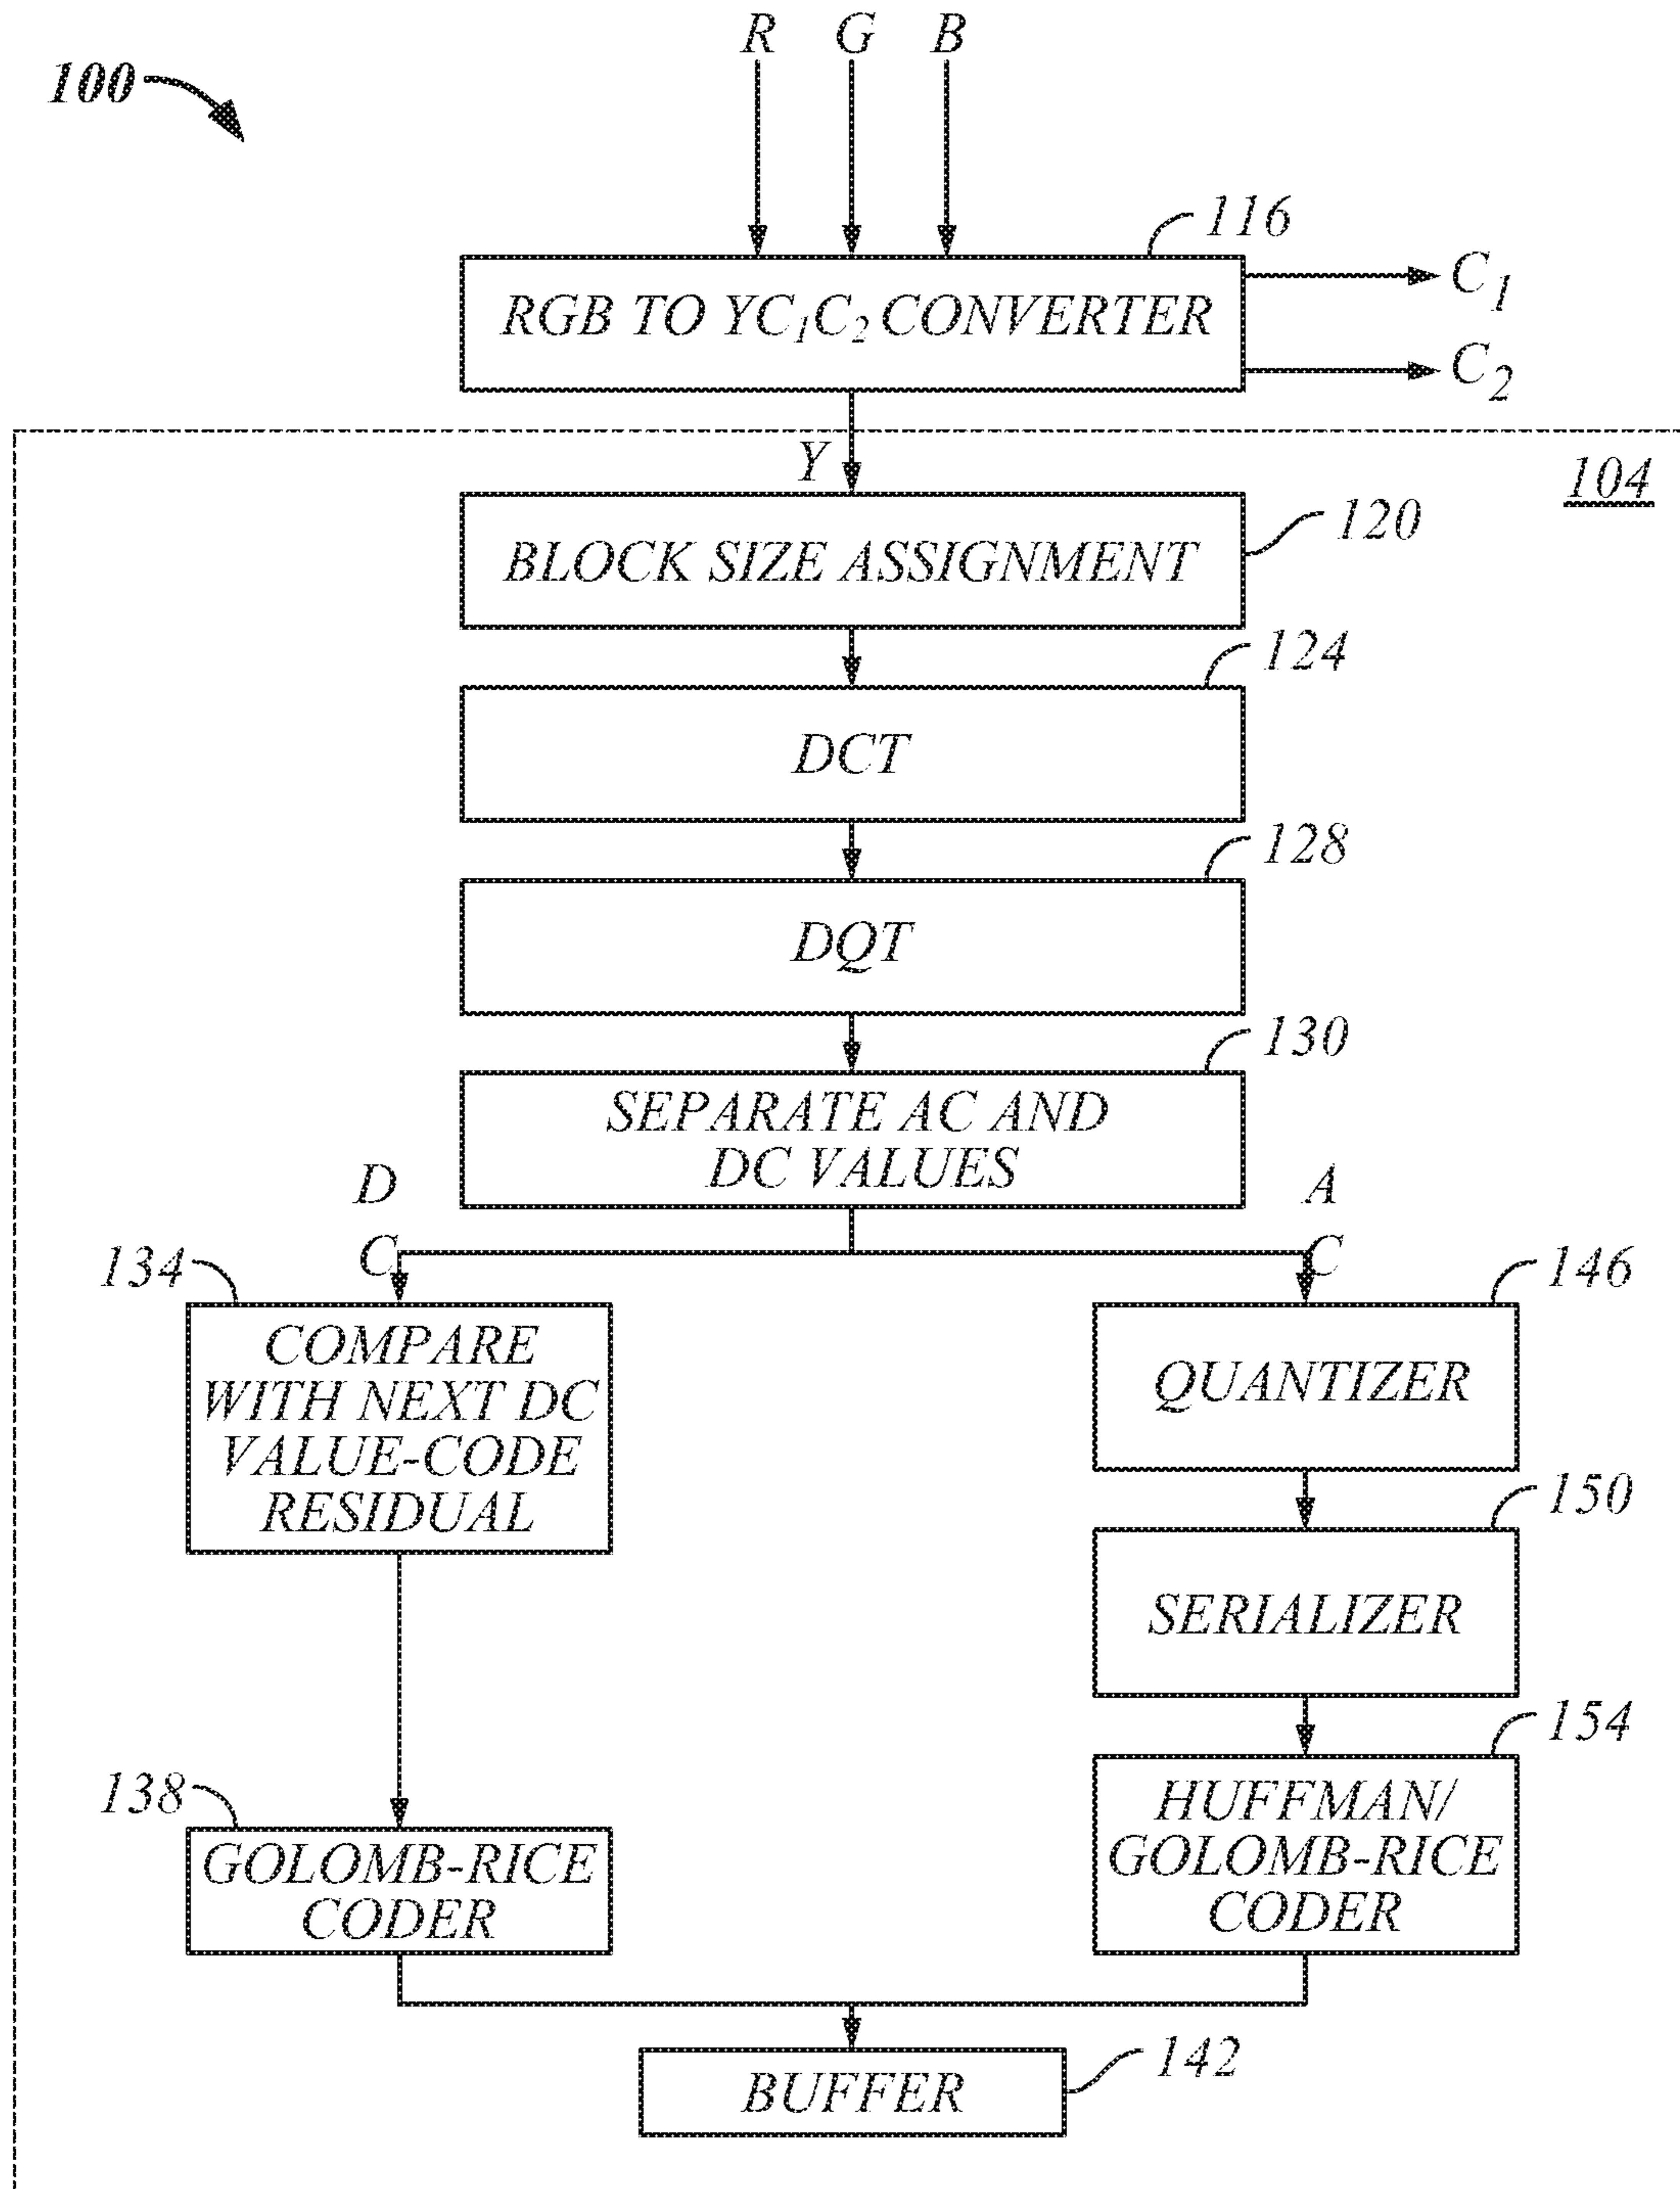 R G B
100
116
RGB TO YC₁C₂ CONVERTER
C₁
C₂
Y
104
120
BLOCK SIZE ASSIGNMENT
124
DCT
128
DQT
130
SEPARATE AC AND
DC VALUES
D
C
A
C
134
COMPARE
WITH NEXT DC
VALUE-CODE
RESIDUAL
146
QUANTIZER
150
SERIALIZER
154
HUFFMAN/
GOLOMB-RICE
CODER
138
GOLOMB-RICE
CODER
142
BUFFER